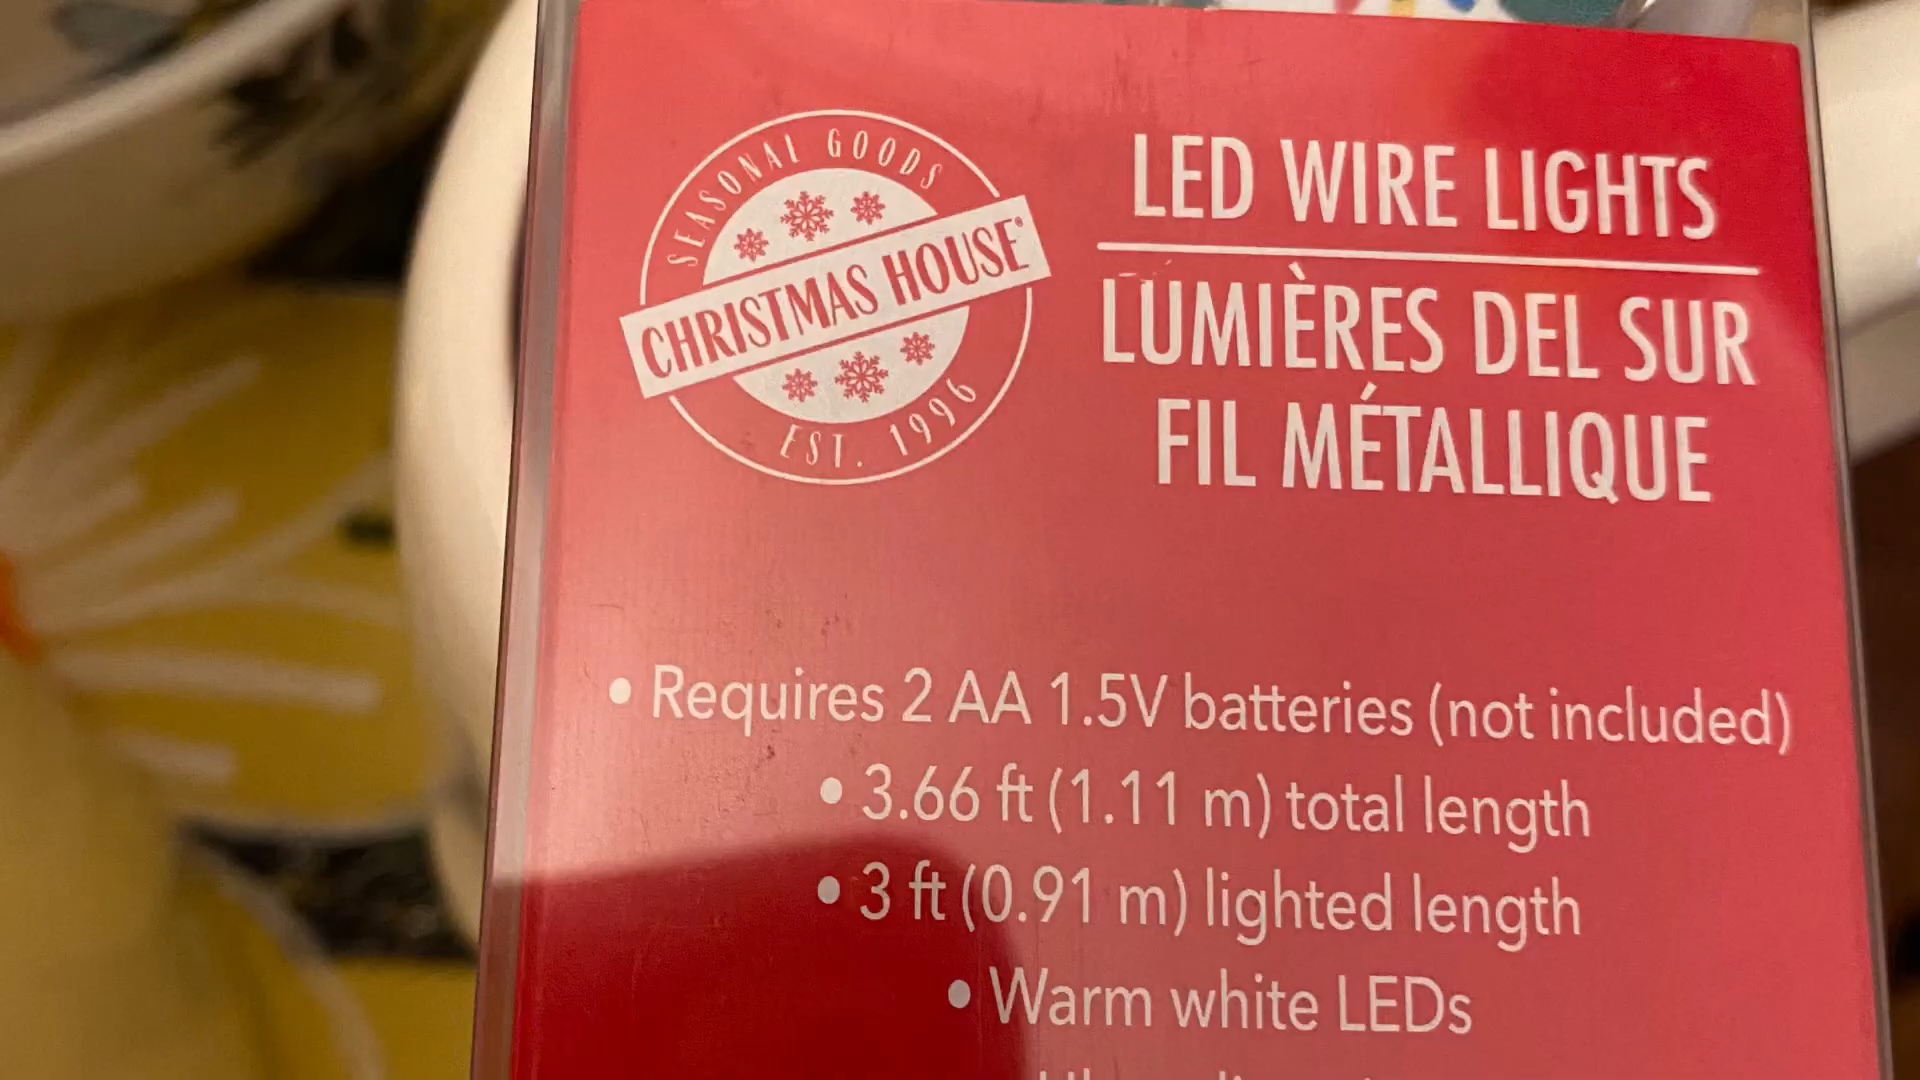 SEASONAL GOODS
CHRISTMAS HOUSE®
EST. 1996
LED WIRE LIGHTS
LUMIÈRES DEL SUR
FIL MÉTALLIQUE
• Requires 2 AA 1.5V batteries (not included)
• 3.66 ft (1.11 m) total length
• 3 ft (0.91 m) lighted length
• Warm white LEDs